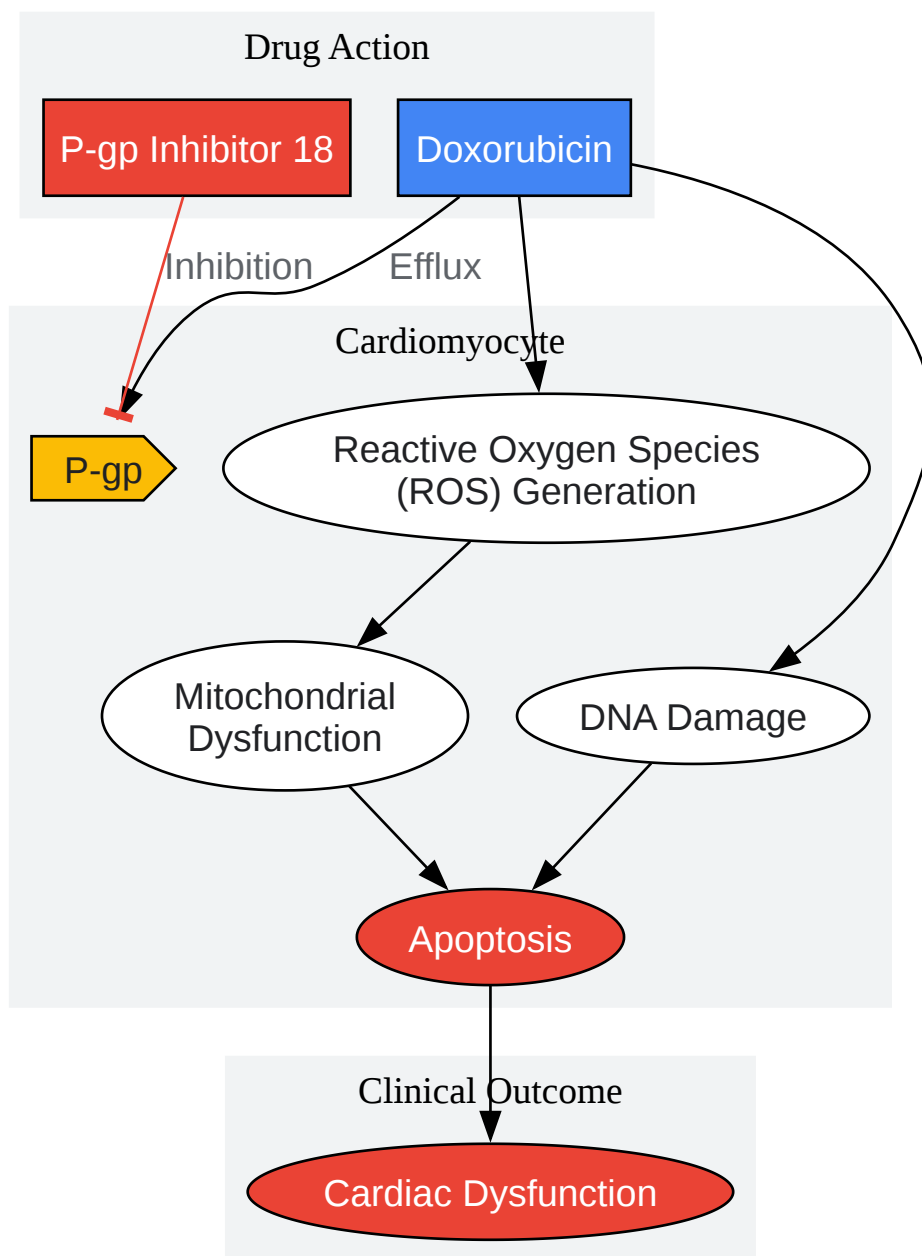 Drug Action
P-gp Inhibitor 18
Doxorubicin
Inhibition
Efflux
Cardiomyocyte
P-gp
Reactive Oxygen Species
(ROS) Generation
Mitochondrial
Dysfunction
DNA Damage
Apoptosis
Clinical Outcome
Cardiac Dysfunction